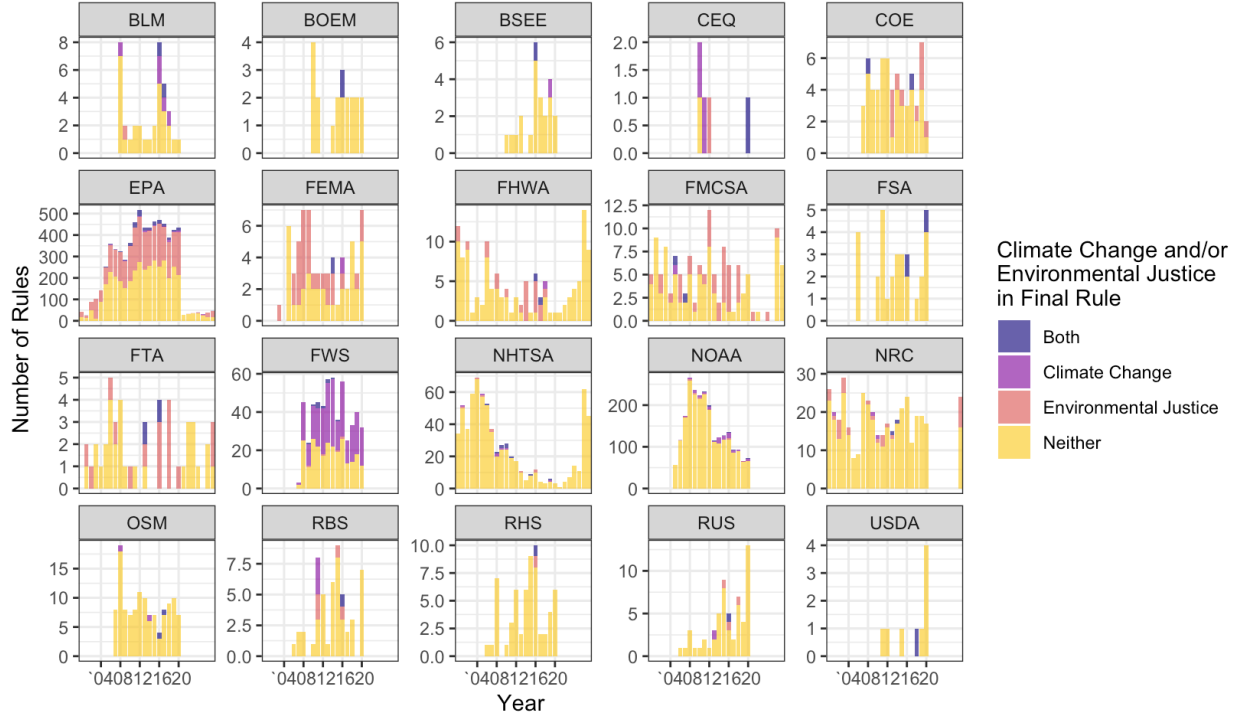 BLM BOEM BSEE CEQ COE
8 4 6 2.0
6 3 1.5 6
4 2 4 1.0 4
2 1 2 0.5 2
0 0 0 0.0 0
EPA FEMA FHWA FMCSA FSA
500 12.5 5
400 6 10 10.0 4
300 4 7.5 3
200 5 5.0 2
100 2 2.5 1
0 0 0 0.0 0
FTA FWS NHTSA NOAA NRC
5 60 30
4 60 200
3 40 40 20
2 20 100 10
1 20
0 0 0 0 0
OSM RBS RHS RUS USDA
15 7.5 10.0 10 4
10 5.0 7.5 3
5 2.5 5.0 5 2
2.5 1
0 0.0 0.0 0 0
`0408121620 `0408121620 `0408121620 `0408121620 `0408121620
Year
Number of Rules
Climate Change and/or
Environmental Justice
in Final Rule
Both
Climate Change
Environmental Justice
Neither